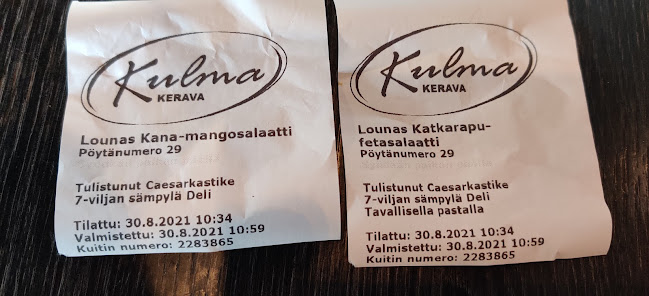 Kulma
KERAVA
Lounas Kana-mangosalaatti
Pöytänumero 29
Tulistunut Caesarkastike
7-viljan sämpylä Deli
Tilattu: 30.8.2021 10:34
Valmistettu: 30.8.2021 10:59
Kuitin numero: 2283865
Kulma
KERAVA
Lounas Katkarapu-
fetasalaatti
Pöytänumero 29
Tulistunut Caesarkastike
7-viljan sämpylä Deli
Tavallisella pastalla
Tilattu: 30.8.2021 10:34
Valmistettu: 30.8.2021 10:59
Kuitin numero: 2283865